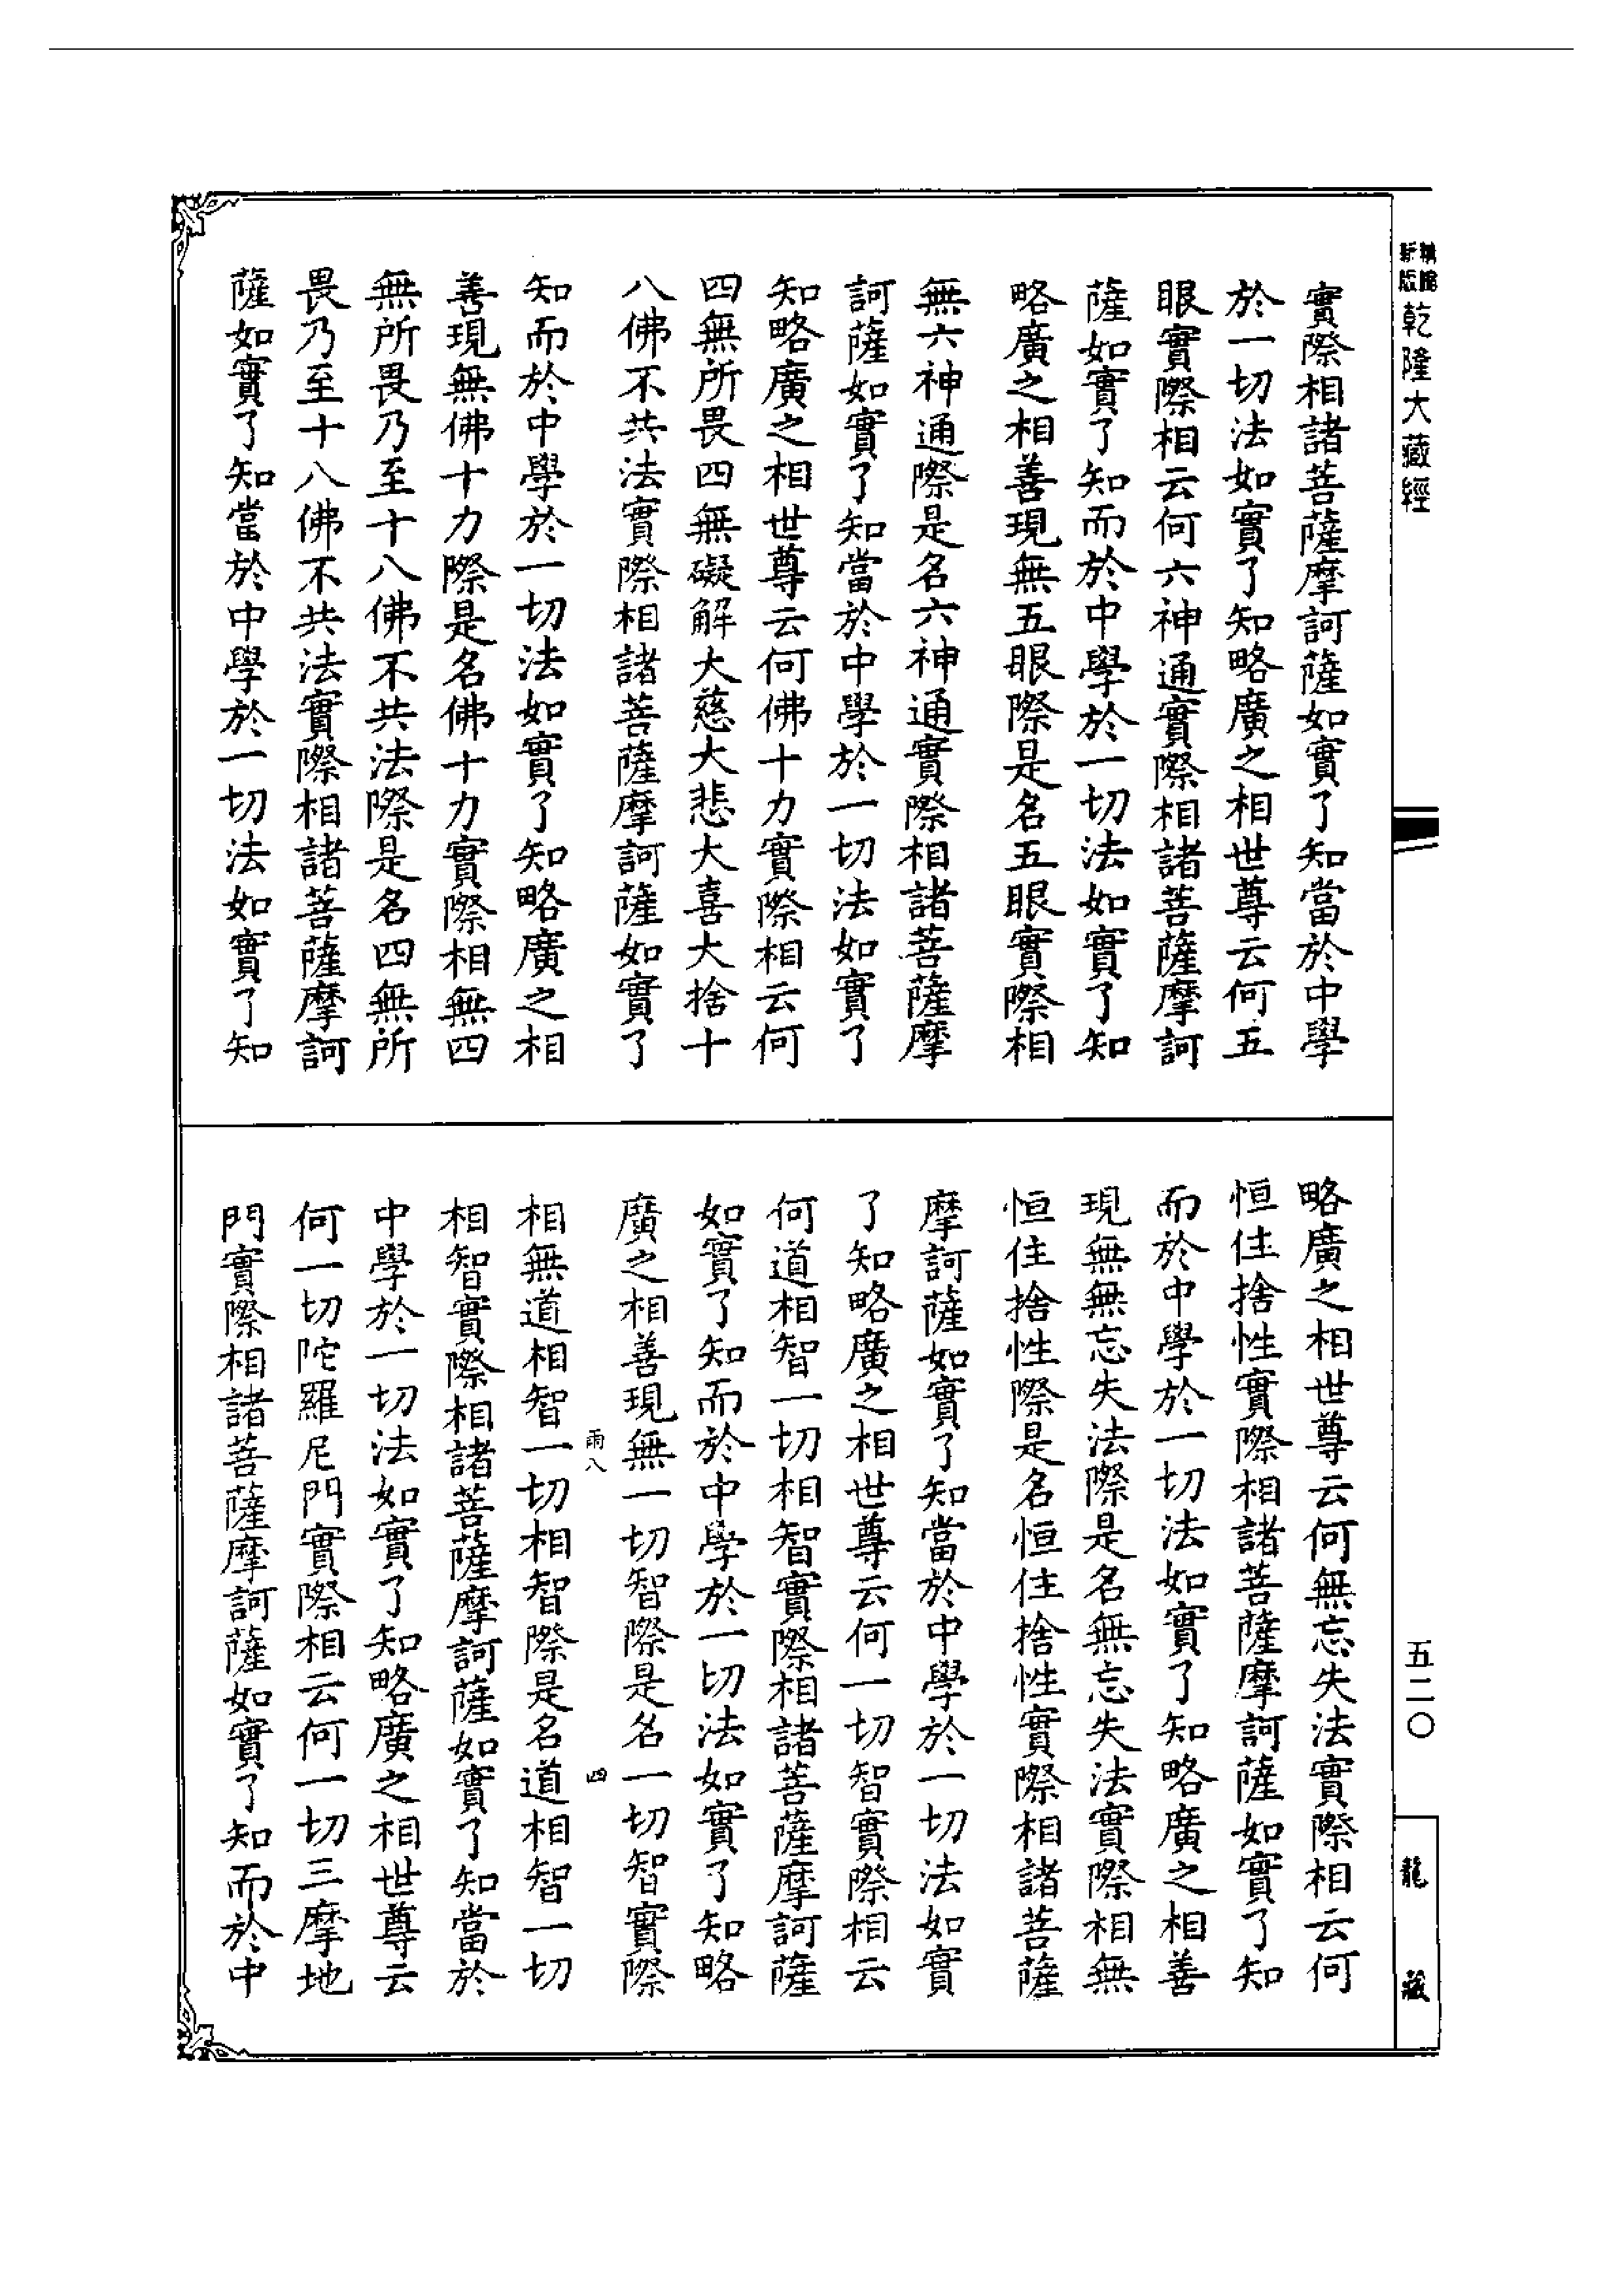 新版
精縮
乾隆大藏經
實際相諸菩薩摩訶薩如實了知當於中學
於一切法如實了知略廣之相世尊云何五
眼實際相云何六神通實際相諸菩薩摩訶
薩如實了知而於中學於一切法如實了知
略廣之相善現無五眼際是名五眼實際相
無六神通際是名六神通實際相諸菩薩摩
訶薩如實了知當於中學於一切法如實了
知略廣之相世尊云何佛十力實際相云何
四無所畏四無礙解大慈大悲大喜大捨十
八佛不共法實際相諸菩薩摩訶薩如實了
知而於中學於一切法如實了知略廣之相
善現無佛十力際是名佛十力實際相無四
無所畏乃至十八佛不共法際是名四無所
畏乃至十八佛不共法實際相諸菩薩摩訶
薩如實了知當於中學於一切法如實了知
略廣之相世尊云何無忘失法實際相云何
恒住捨性實際相諸菩薩摩訶薩如實了知
而於中學於一切法如實了知略廣之相善
現無無忘失法際是名無忘失法實際相無
恒住捨性際是名恒住捨性實際相諸菩薩
摩訶薩如實了知當於中學於一切法如實
了知略廣之相世尊云何一切智實際相云
何道相智一切相智實際相諸菩薩摩訶薩
如實了知而於中學於一切法如實了知略
廣之相善現無一切智際是名一切智實際
雨八 四
相無道相智一切相智際是名道相智一切
相智實際相諸菩薩摩訶薩如實了知當於
中學於一切法如實了知略廣之相世尊云
何一切陀羅尼門實際相云何一切三摩地
門實際相諸菩薩摩訶薩如實了知而於中
五二〇
龍藏